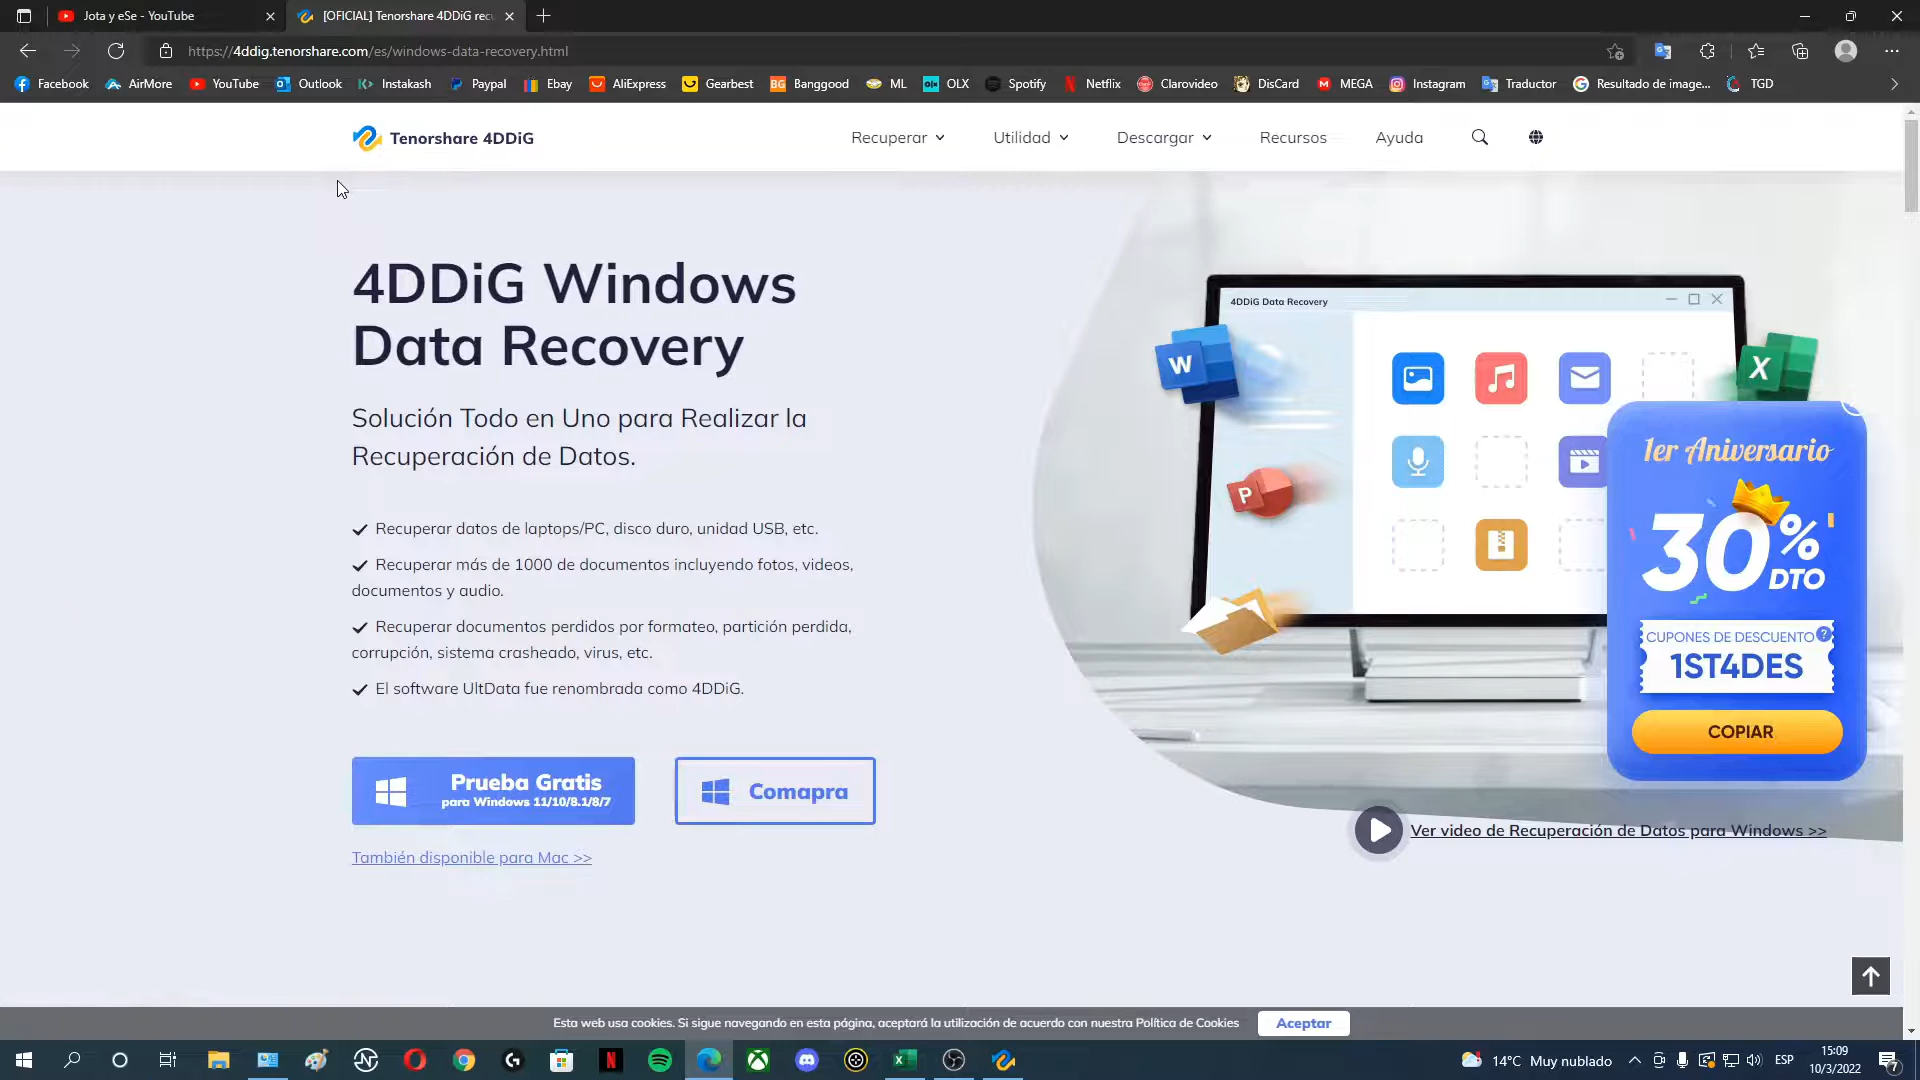 Jota y eSe - YouTube
[OFICIAL] Tenorshare 4DDiG recu
https://4ddig.tenorshare.com/es/windows-data-recovery.html
Facebook AirMore YouTube Outlook Instakash Paypal Ebay AliExpress Gearbest Banggood ML OLX Spotify Netflix Clarovideo DisCard MEGA Instagram Traductor Resultado de image... TGD
Tenorshare 4DDiG
Recuperar Utilidad Descargar Recursos Ayuda
4DDiG Windows
Data Recovery
Solución Todo en Uno para Realizar la
Recuperación de Datos.
Recuperar datos de laptops/PC, disco duro, unidad USB, etc.
Recuperar más de 1000 de documentos incluyendo fotos, videos,
documentos y audio.
Recuperar documentos perdidos por formateo, partición perdida,
corrupción, sistema crasheado, virus, etc.
El software UltData fue renombrada como 4DDiG.
Prueba Gratis
para Windows 11/10/8.1/8/7
Comapra
También disponible para Mac >>
4DDiG Data Recovery
W
X
P
1er Aniversario
30%
DTO
CUPONES DE DESCUENTO ?
1ST4DES
COPIAR
Ver video de Recuperación de Datos para Windows >>
Esta web usa cookies. Si sigue navegando en esta página, aceptará la utilización de acuerdo con nuestra Política de Cookies
Aceptar
14°C Muy nublado
ESP
15:09
10/3/2022
7